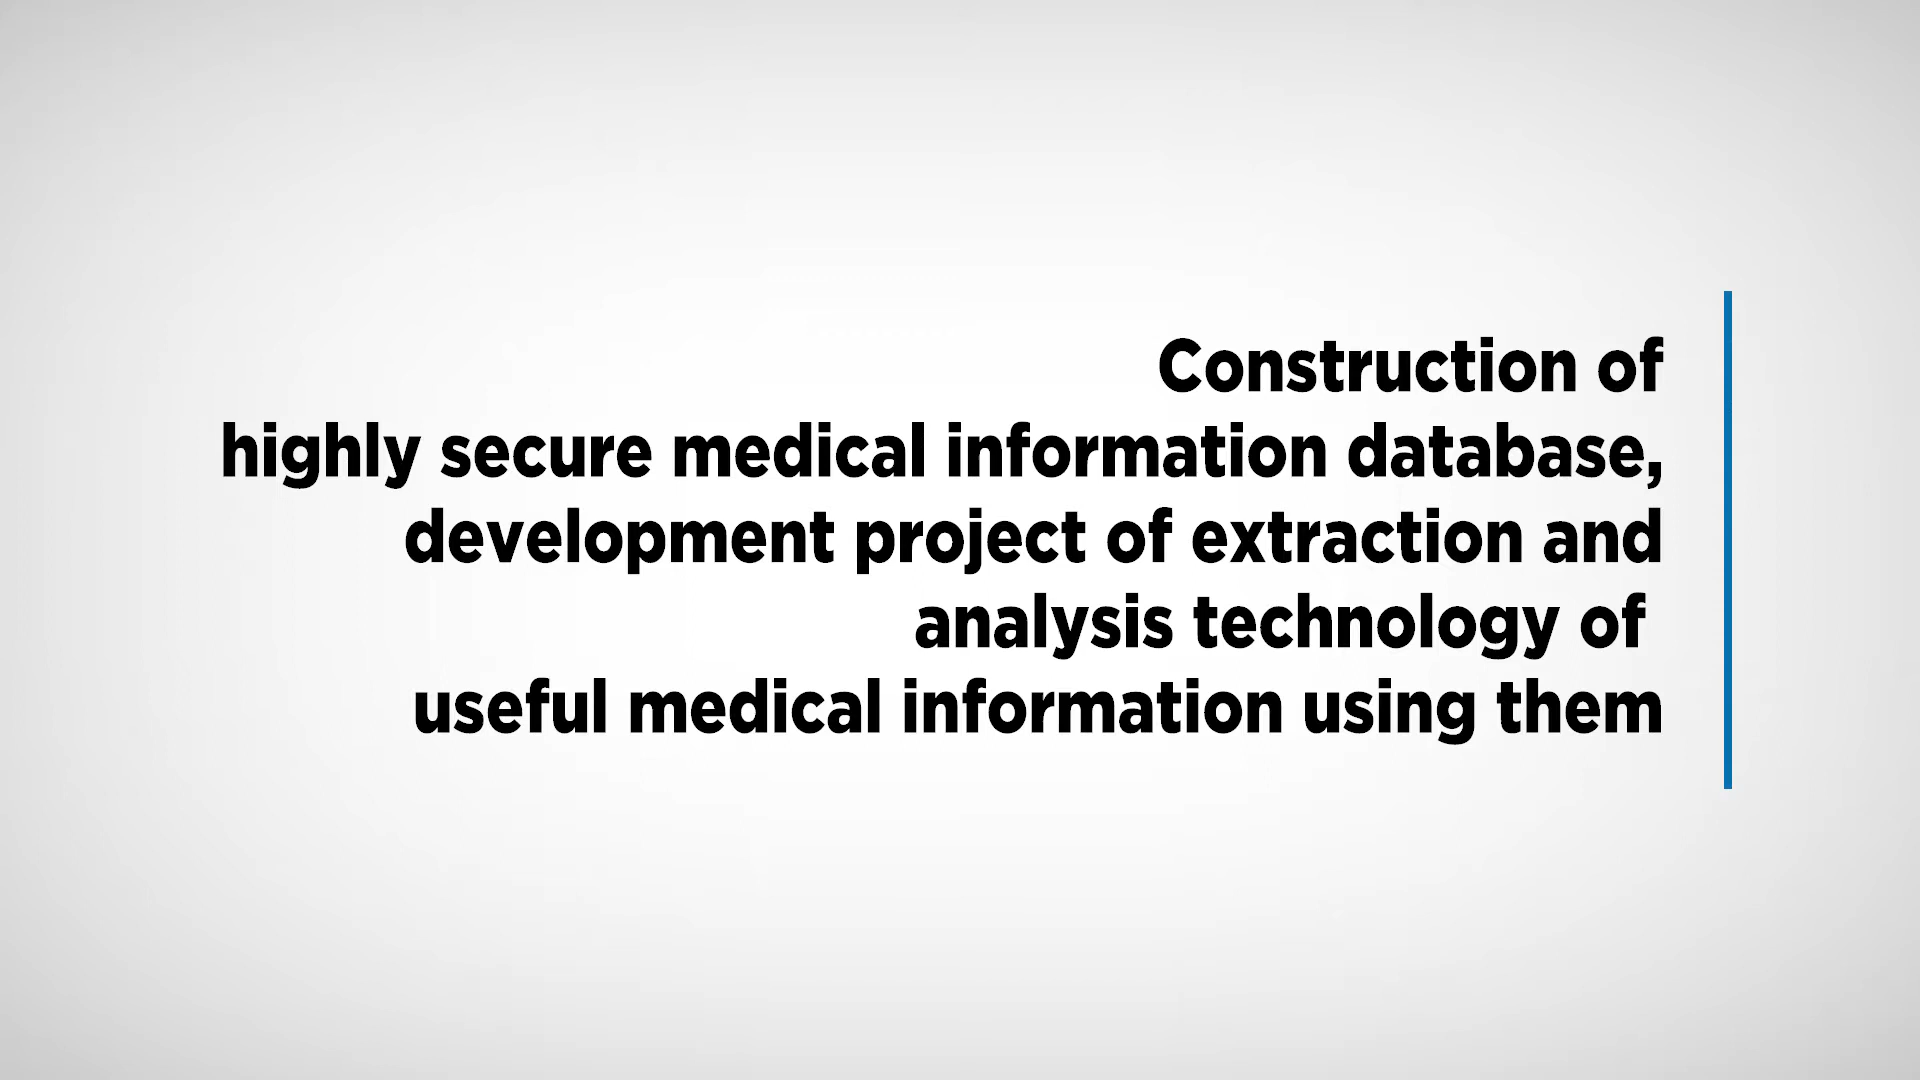 Construction of
highly secure medical information database,
development project of extraction and
analysis technology of
useful medical information using them